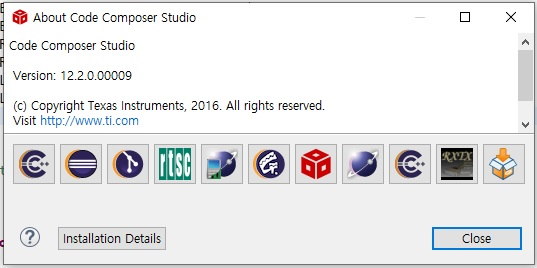 About Code Composer Studio
Code Composer Studio
Version: 12.2.0.00009
(c) Copyright Texas Instruments, 2016. All rights reserved.
Visit http://www.ti.com
rtsc
RXTX
Installation Details
Close